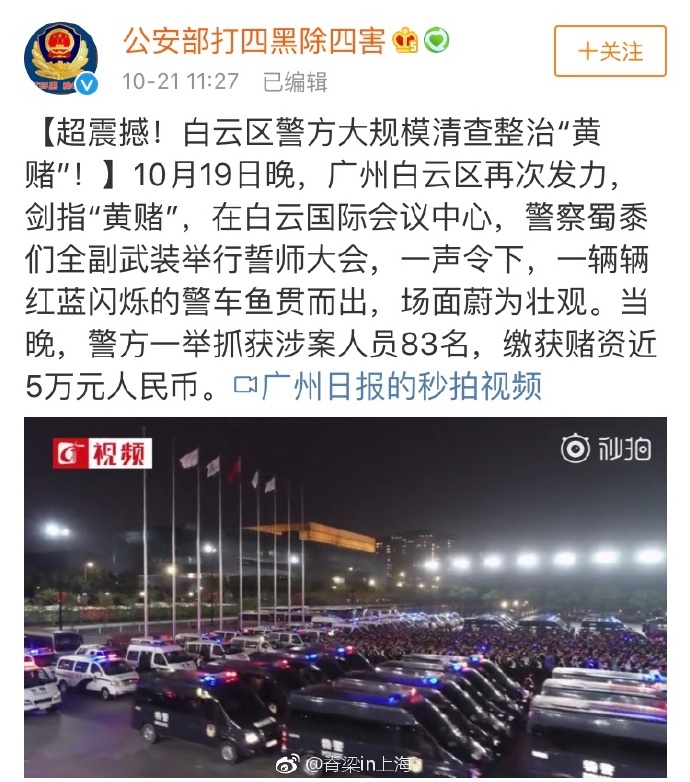 公安部打四黑除四害
10-21 11:27 已编辑
+关注
【超震撼！白云区警方大规模清查整治“黄
赌”！】10月19日晚，广州白云区再次发力，
剑指“黄赌”，在白云国际会议中心，警察蜀黍
们全副武装举行誓师大会，一声令下，一辆辆
红蓝闪烁的警车鱼贯而出，场面蔚为壮观。当
晚，警方一举抓获涉案人员83名，缴获赌资近
5万元人民币。广州日报的秒拍视频
视频
秒拍
特警
特警
@脊梁in上海